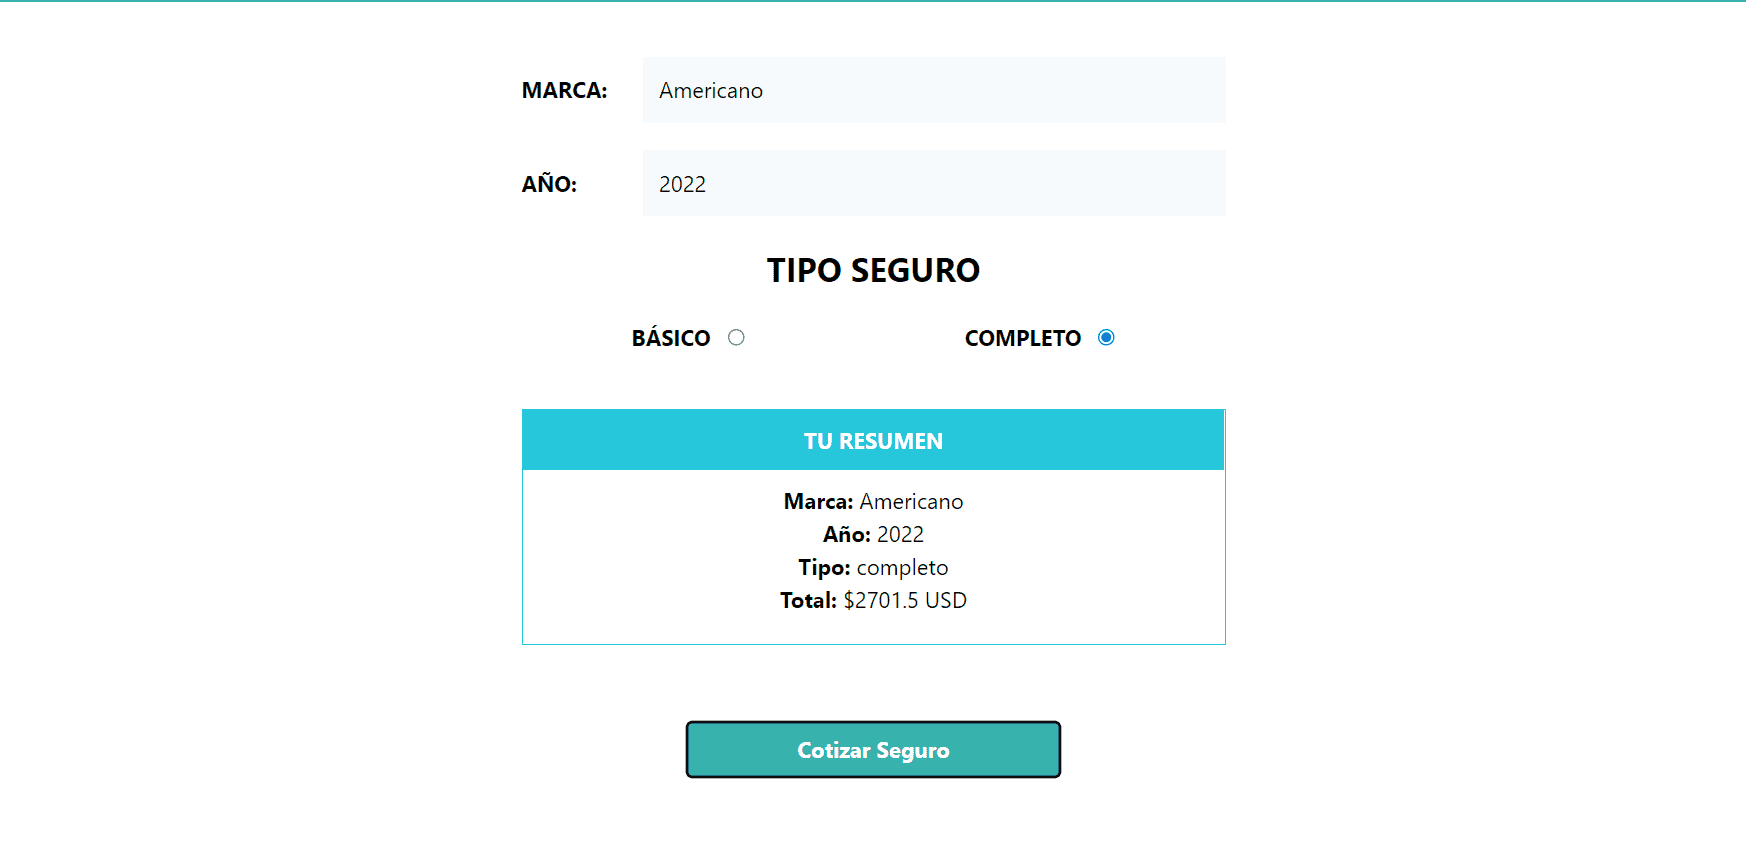 MARCA: Americano
AÑO: 2022
TIPO SEGURO
BÁSICO COMPLETO
TU RESUMEN
Marca: Americano
Año: 2022
Tipo: completo
Total: $2701.5 USD
Cotizar Seguro